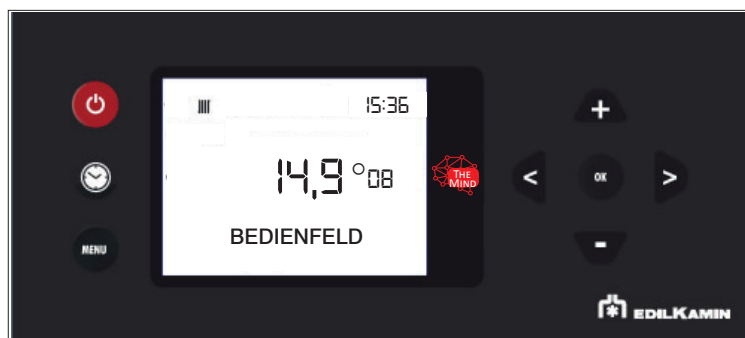 15:36
14,9 °08
THE
MIND
BEDIENFELD
MENU
+
< OK >
-
EDILKAMIN